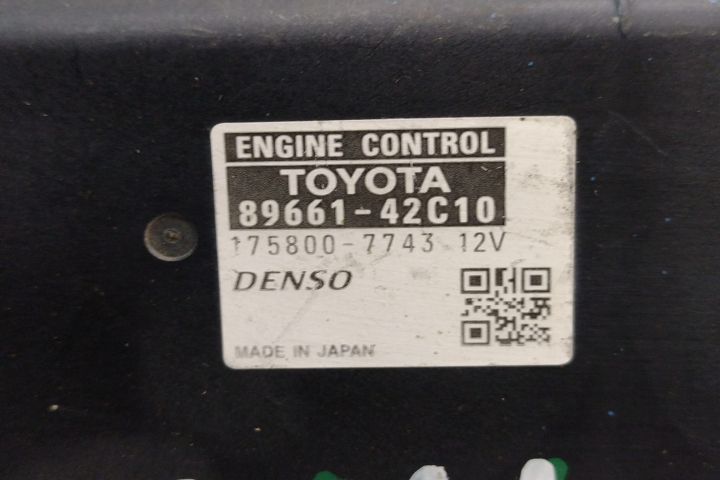 ENGINE CONTROL
TOYOTA
89661-42C10
175800-7743 12V
DENSO
MADE IN JAPAN